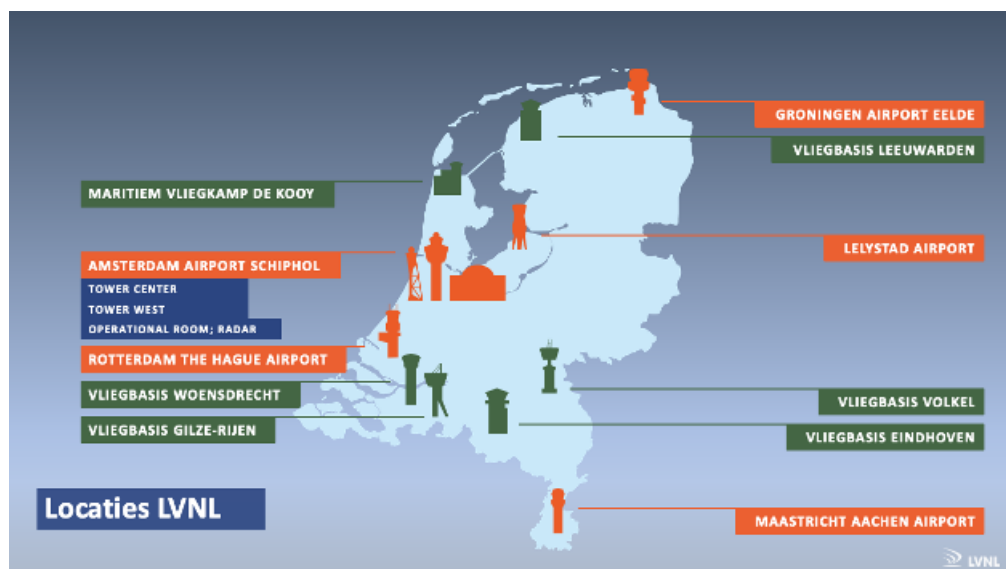 GRONINGEN AIRPORT EELDE
VLIEGBASIS LEEUWARDEN
MARITIEM VLIEGKAMP DE KOOY
LELYSTAD AIRPORT
AMSTERDAM AIRPORT SCHIPHOL
TOWER CENTER
TOWER WEST
OPERATIONAL ROOM; RADAR
ROTTERDAM THE HAGUE AIRPORT
VLIEGBASIS WOENSDRECHT
VLIEGBASIS VOLKEL
VLIEGBASIS GILZE-RIJEN
VLIEGBASIS EINDHOVEN
Locaties LVNL
MAASTRICHT AACHEN AIRPORT
LVNL